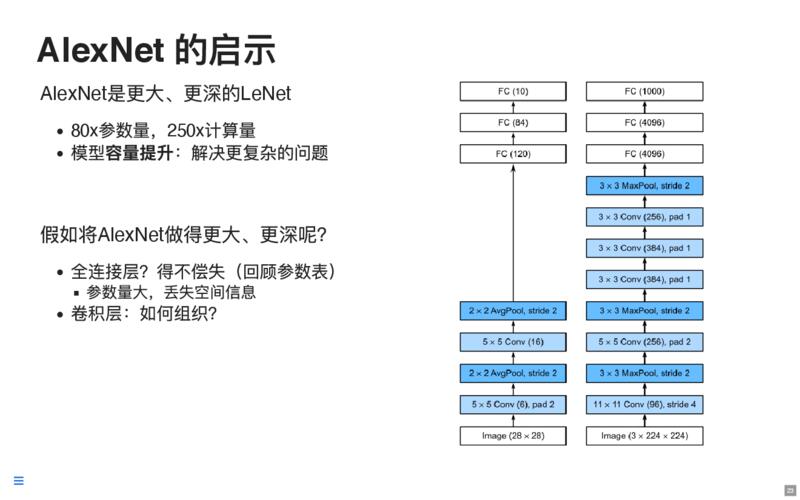 AlexNet 的启示
AlexNet是更大、更深的LeNet
• 80x参数量，250x计算量
• 模型容量提升：解决更复杂的问题
假如将AlexNet做得更大、更深呢？
• 全连接层？得不偿失（回顾参数表）
▪ 参数量大，丢失空间信息
• 卷积层：如何组织？
FC (10)
FC (84)
FC (120)
2 × 2 AvgPool, stride 2
5 × 5 Conv (16)
2 × 2 AvgPool, stride 2
5 × 5 Conv (6), pad 2
Image (28 × 28)
FC (1000)
FC (4096)
FC (4096)
3 × 3 MaxPool, stride 2
3 × 3 Conv (256), pad 1
3 × 3 Conv (384), pad 1
3 × 3 Conv (384), pad 1
3 × 3 MaxPool, stride 2
5 × 5 Conv (256), pad 2
3 × 3 MaxPool, stride 2
11 × 11 Conv (96), stride 4
Image (3 × 224 × 224)
23